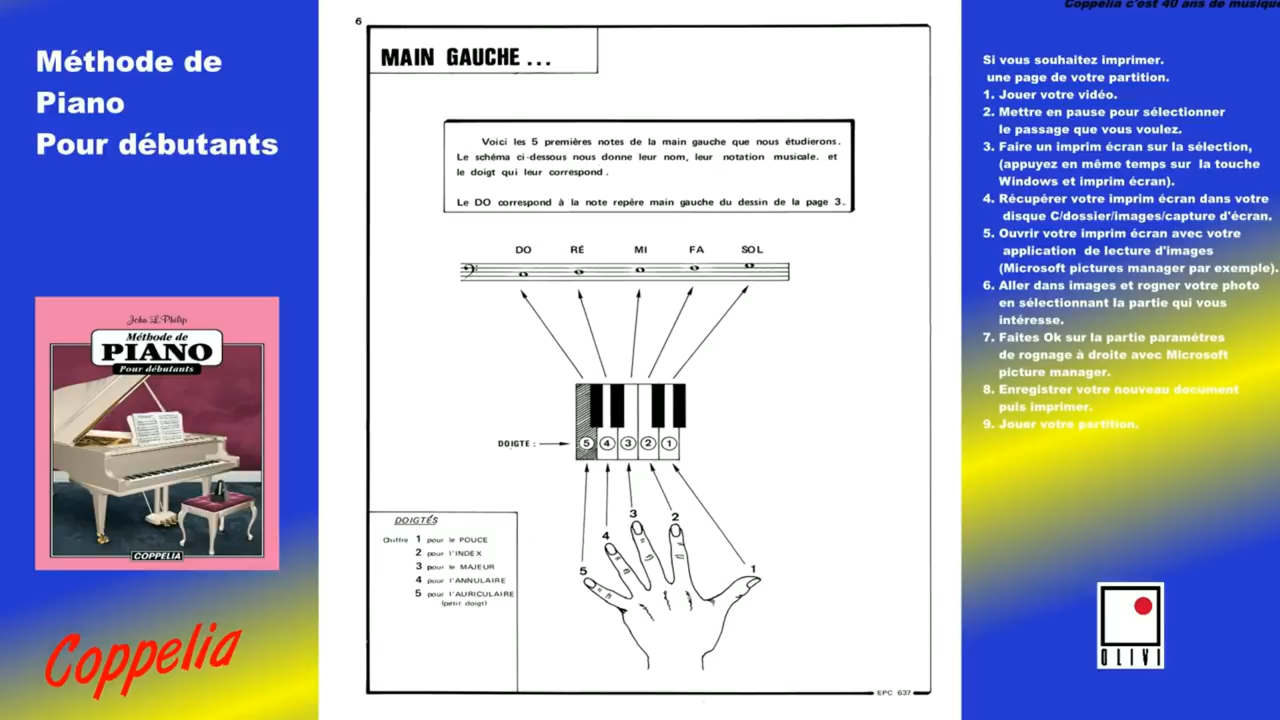 Méthode de
Piano
Pour débutants
John L.Philip
Méthode de
PIANO
Pour débutants
COPPELIA
Coppelia
6
MAIN GAUCHE ...
Voici les 5 premières notes de la main gauche que nous étudierons.
Le schéma ci-dessous nous donne leur nom, leur notation musicale. et
le doigt qui leur correspond.
Le DO correspond à la note repère main gauche du dessin de la page 3.
DO RÉ MI FA SOL
DOIGTE :
5 4 3 2 1
DOIGTÉS
Chiffre 1 pour le POUCE
2 pour l'INDEX
3 pour le MAJEUR
4 pour l'ANNULAIRE
5 pour l'AURICULAIRE
(petit doigt)
5
4
3
2
1
EPC 637
Coppelia c'est 40 ans de musique
Si vous souhaitez imprimer.
une page de votre partition.
1. Jouer votre vidéo.
2. Mettre en pause pour sélectionner
le passage que vous voulez.
3. Faire un imprim écran sur la sélection,
(appuyez en même temps sur la touche
Windows et imprim écran).
4. Récupérer votre imprim écran dans votre
disque C/dossier/images/capture d'écran.
5. Ouvrir votre imprim écran avec votre
application de lecture d'images
(Microsoft pictures manager par exemple).
6. Aller dans images et rogner votre photo
en sélectionnant la partie qui vous
intéresse.
7. Faites Ok sur la partie paramètres
de rognage à droite avec Microsoft
picture manager.
8. Enregistrer votre nouveau document
puis imprimer.
9. Jouer votre partition.
OLIVI